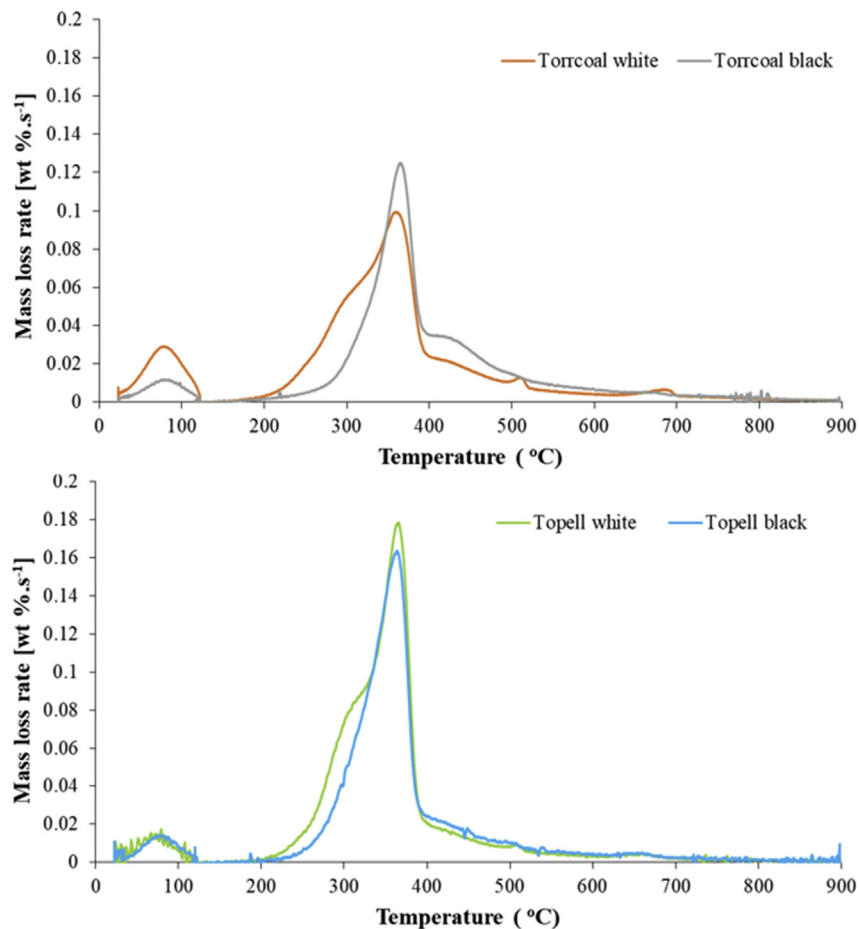 0.2
0.18
0.16
0.14
0.12
0.1
0.08
0.06
0.04
0.02
0
Mass loss rate [wt %.s⁻¹]
Torrcoal white Torrcoal black
0 100 200 300 400 500 600 700 800 900
Temperature ( °C)
0.2
0.18
0.16
0.14
0.12
0.1
0.08
0.06
0.04
0.02
0
Mass loss rate [wt %.s⁻¹]
Topell white Topell black
0 100 200 300 400 500 600 700 800 900
Temperature ( °C)